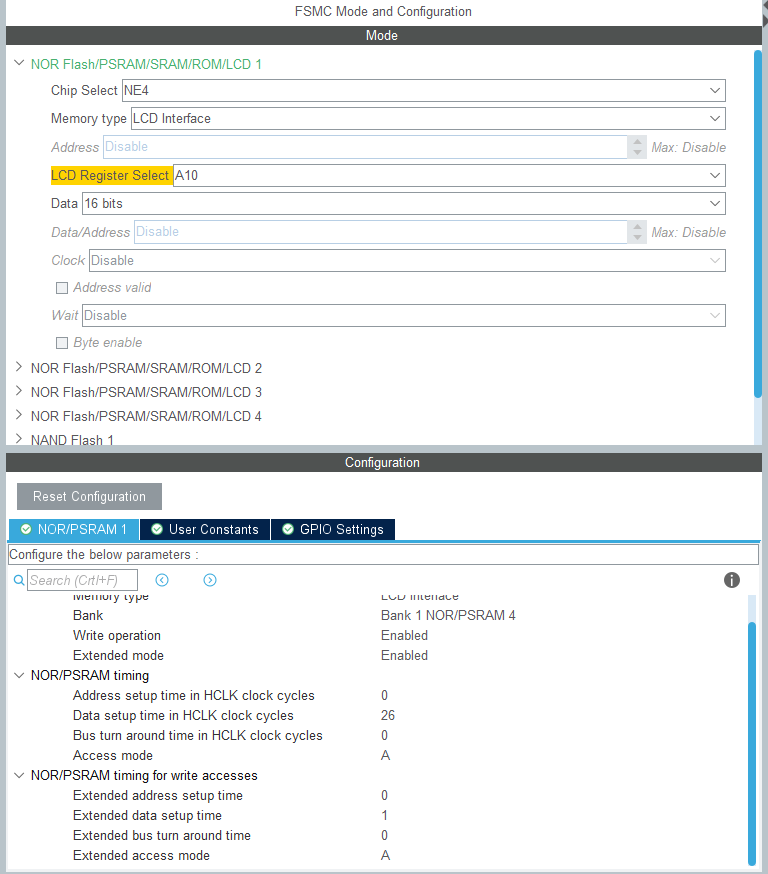 FSMC Mode and Configuration
Mode
NOR Flash/PSRAM/SRAM/ROM/LCD 1
Chip Select NE4
Memory type LCD Interface
Address Disable Max: Disable
LCD Register Select A10
Data 16 bits
Data/Address Disable Max: Disable
Clock Disable
Address valid
Wait Disable
Byte enable
NOR Flash/PSRAM/SRAM/ROM/LCD 2
NOR Flash/PSRAM/SRAM/ROM/LCD 3
NOR Flash/PSRAM/SRAM/ROM/LCD 4
NAND Flash 1
Configuration
Reset Configuration
NOR/PSRAM 1 User Constants GPIO Settings
Configure the below parameters :
Search (Crtl+F)
Memory type LCD Interface
Bank Bank 1 NOR/PSRAM 4
Write operation Enabled
Extended mode Enabled
NOR/PSRAM timing
Address setup time in HCLK clock cycles 0
Data setup time in HCLK clock cycles 26
Bus turn around time in HCLK clock cycles 0
Access mode A
NOR/PSRAM timing for write accesses
Extended address setup time 0
Extended data setup time 1
Extended bus turn around time 0
Extended access mode A